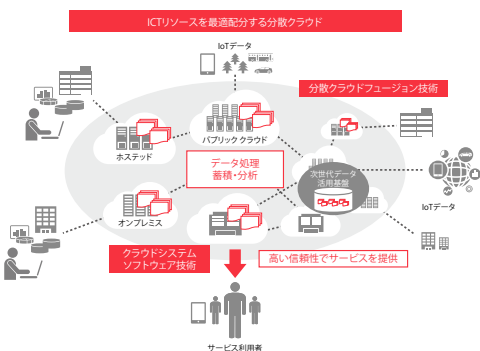 ICTリソースを最適配分する分散クラウド
IoTデータ
分散クラウドフュージョン技術
パブリック クラウド
ホステッド
データ処理
蓄積・分析
次世代データ
活用基盤
IoTデータ
オンプレミス
クラウドシステム
ソフトウェア技術
高い信頼性でサービスを提供
サービス利用者